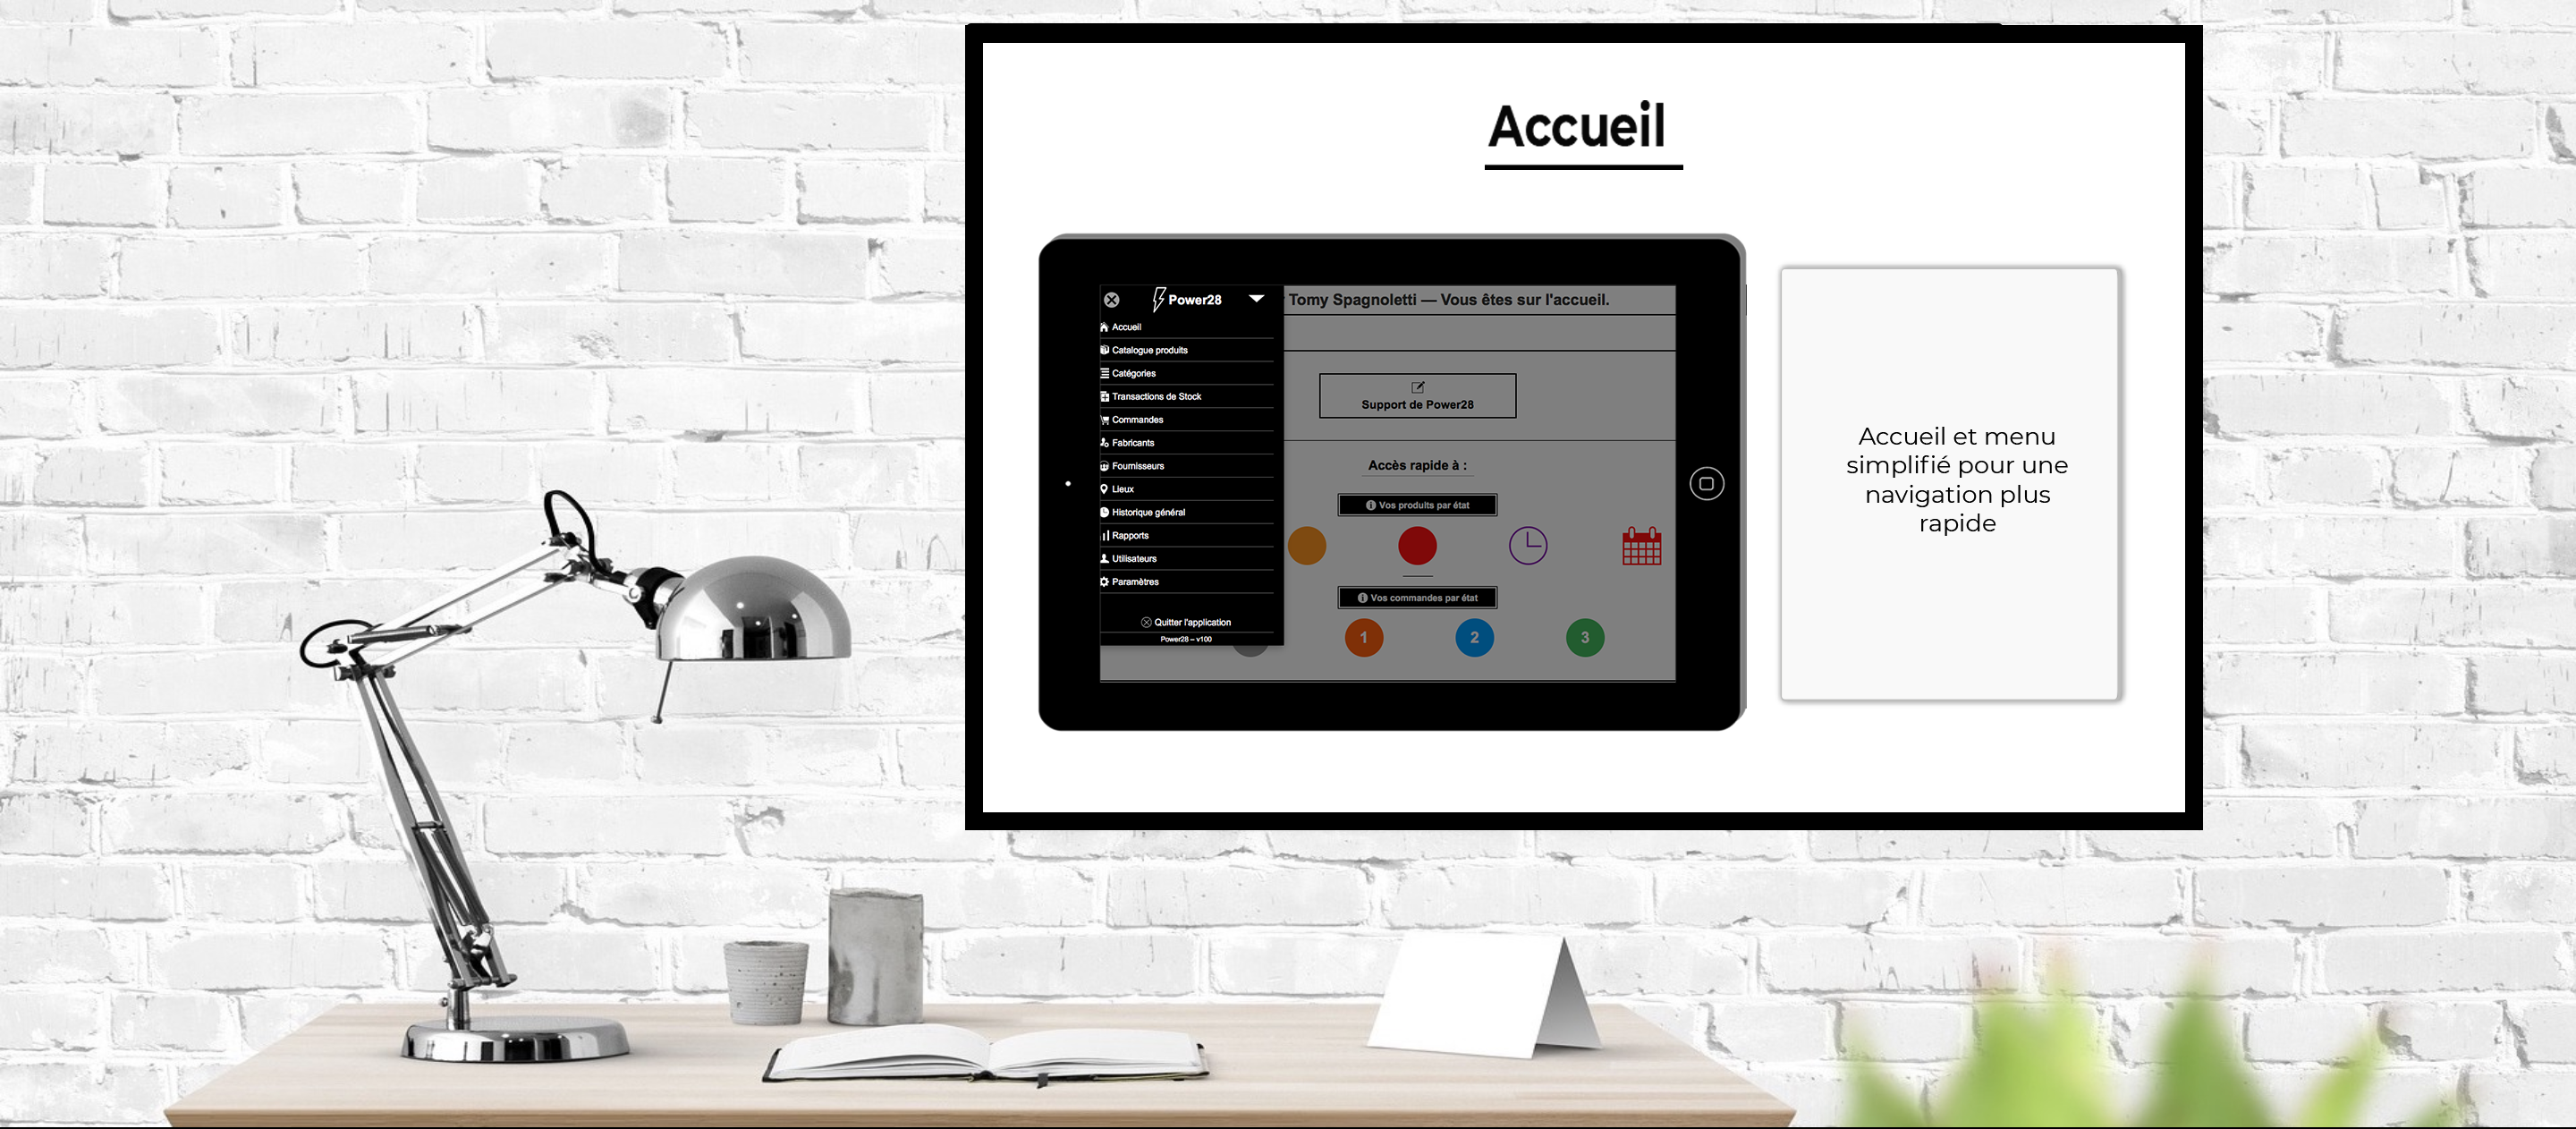 Accueil
Power28
Tomy Spagnoletti — Vous êtes sur l'accueil.
Accueil
Catalogue produits
Catégories
Transactions de Stock
Commandes
Fabricants
Fournisseurs
Lieux
Historique général
Rapports
Utilisateurs
Paramètres
Quitter l'application
Power28 – v100
Support de Power28
Accès rapide à :
Vos produits par état
Vos commandes par état
1 2 3
Accueil et menu
simplifié pour une
navigation plus
rapide